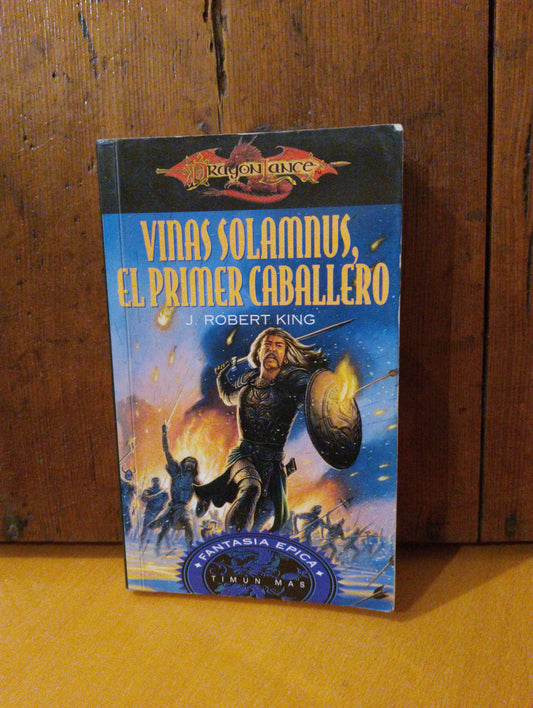 DragonLance
VINAS SOLAMNUS,
EL PRIMER CABALLERO
J. ROBERT KING
FANTASIA EPICA
TIMUN MAS